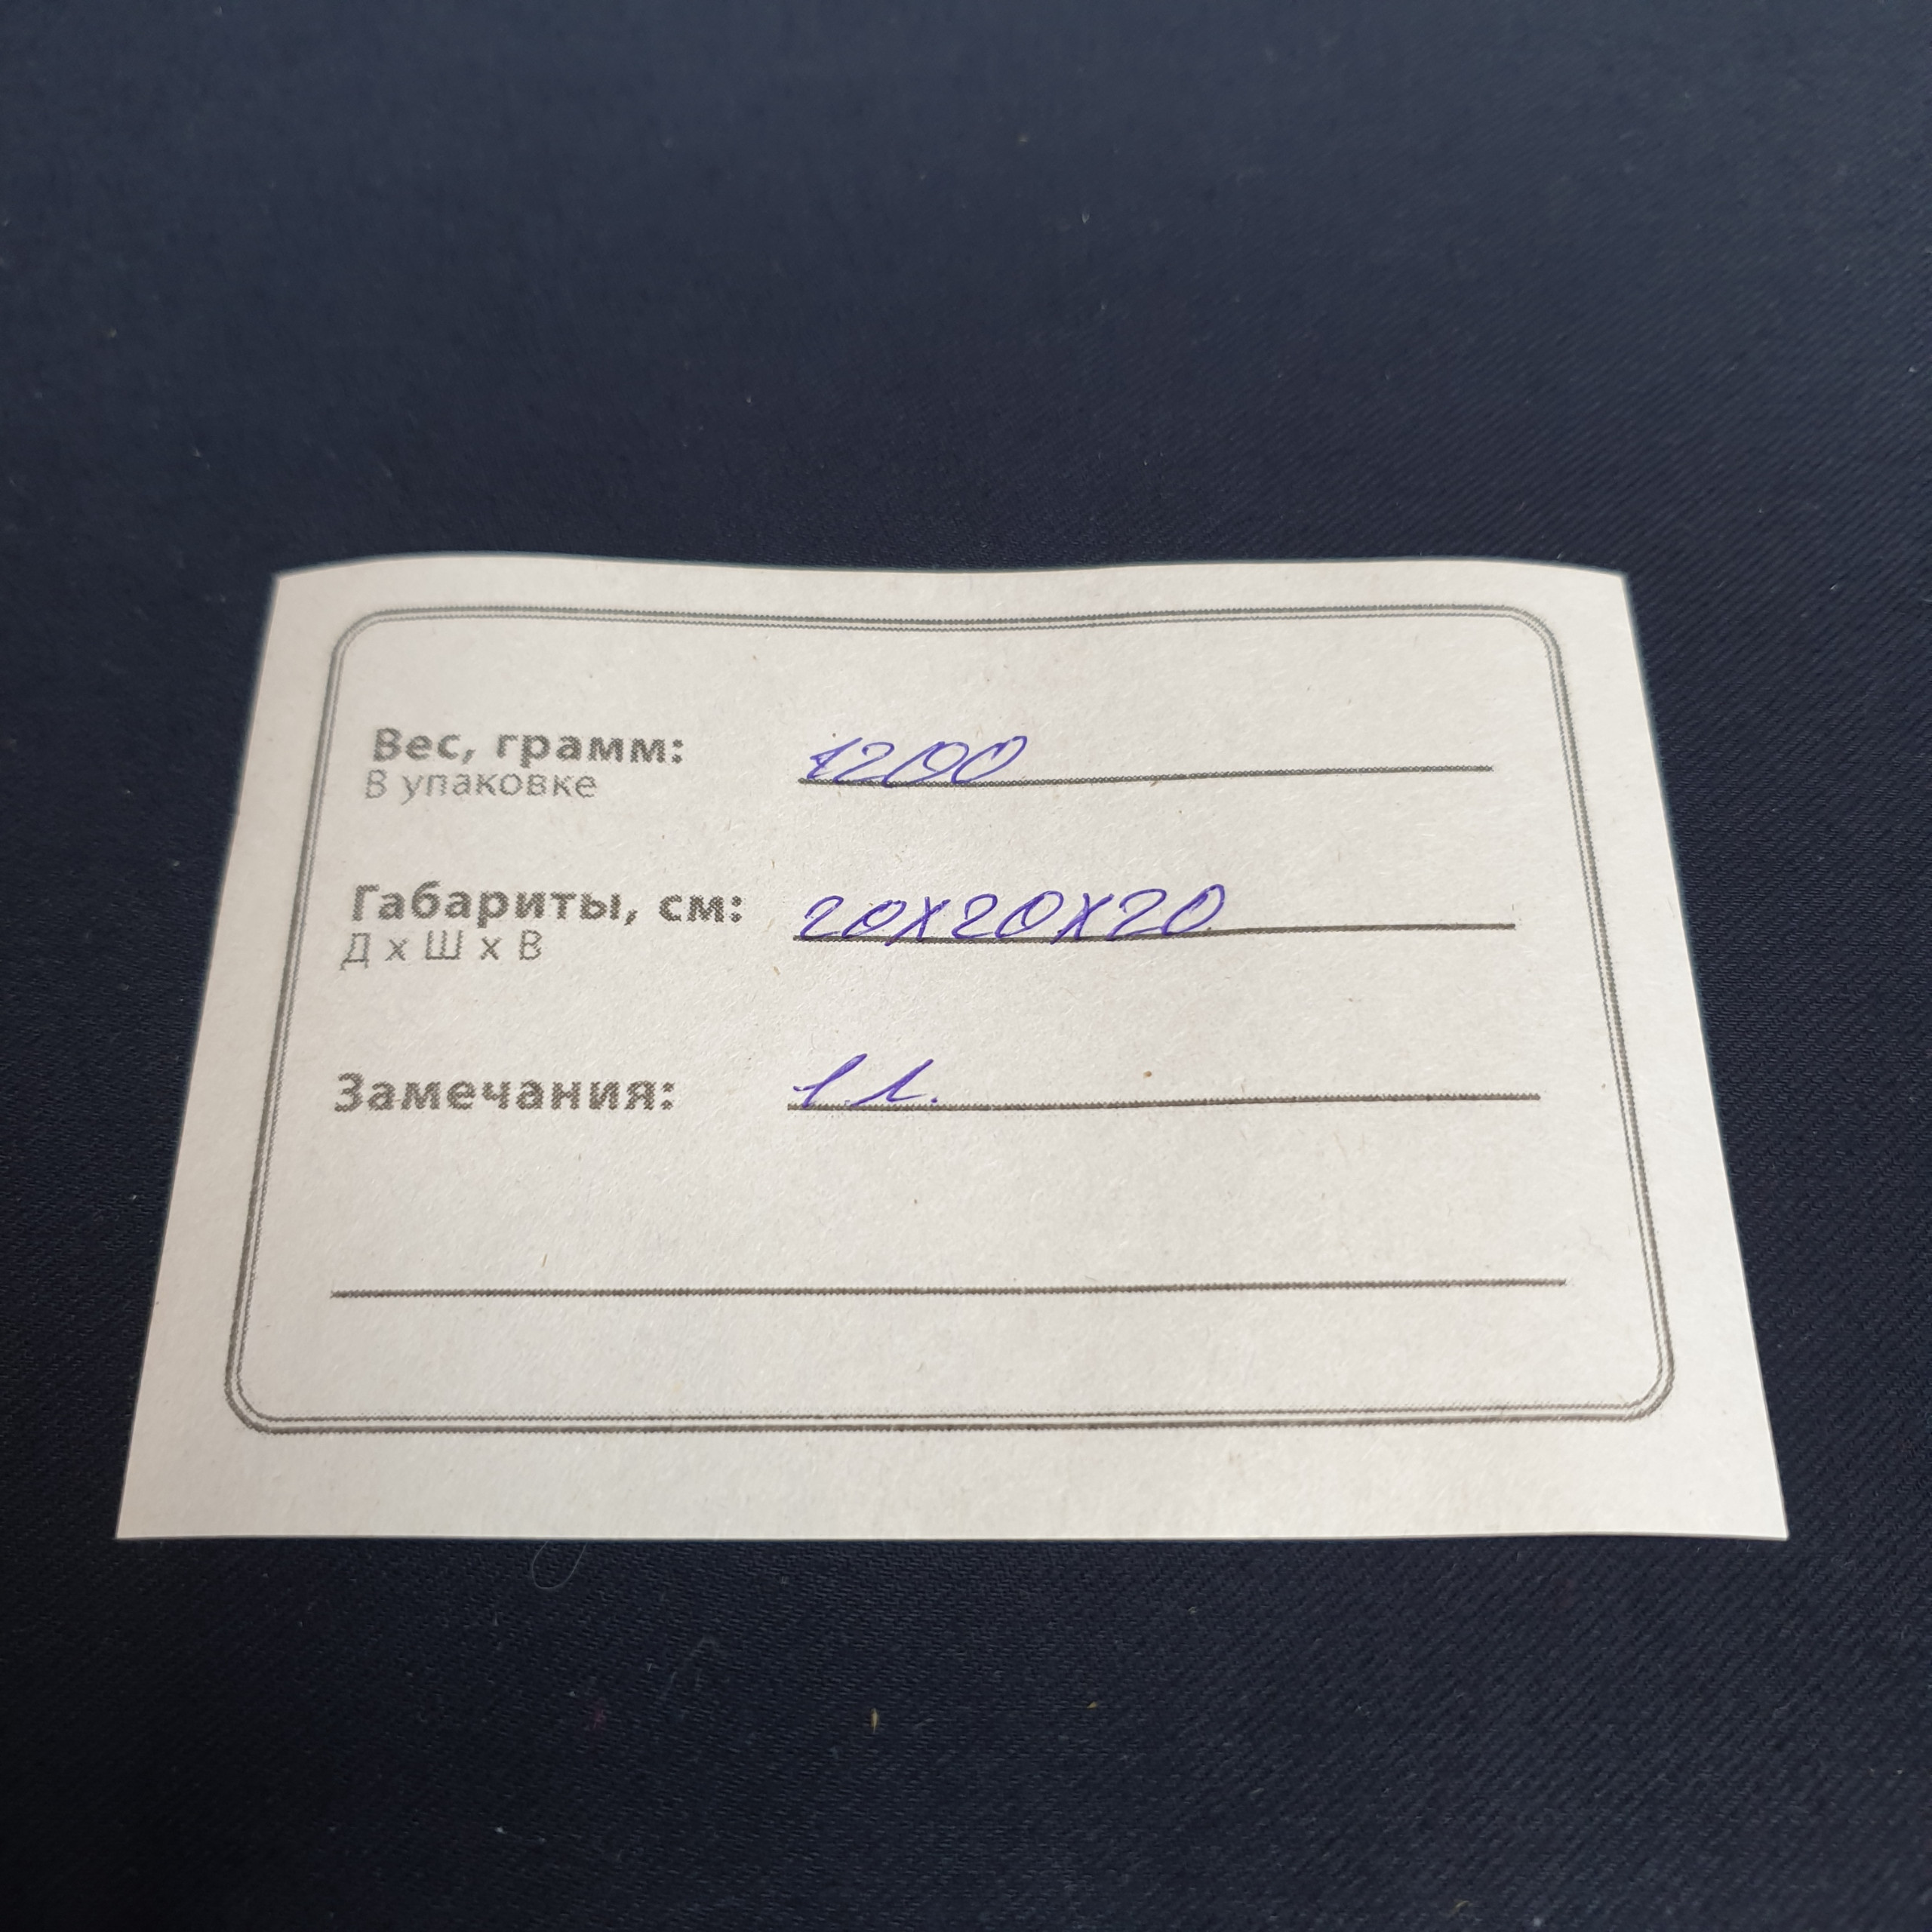 Вес, грамм: 1200
В упаковке
Габариты, см: 20х20х20
Д х Ш х В
Замечания: 1 л.